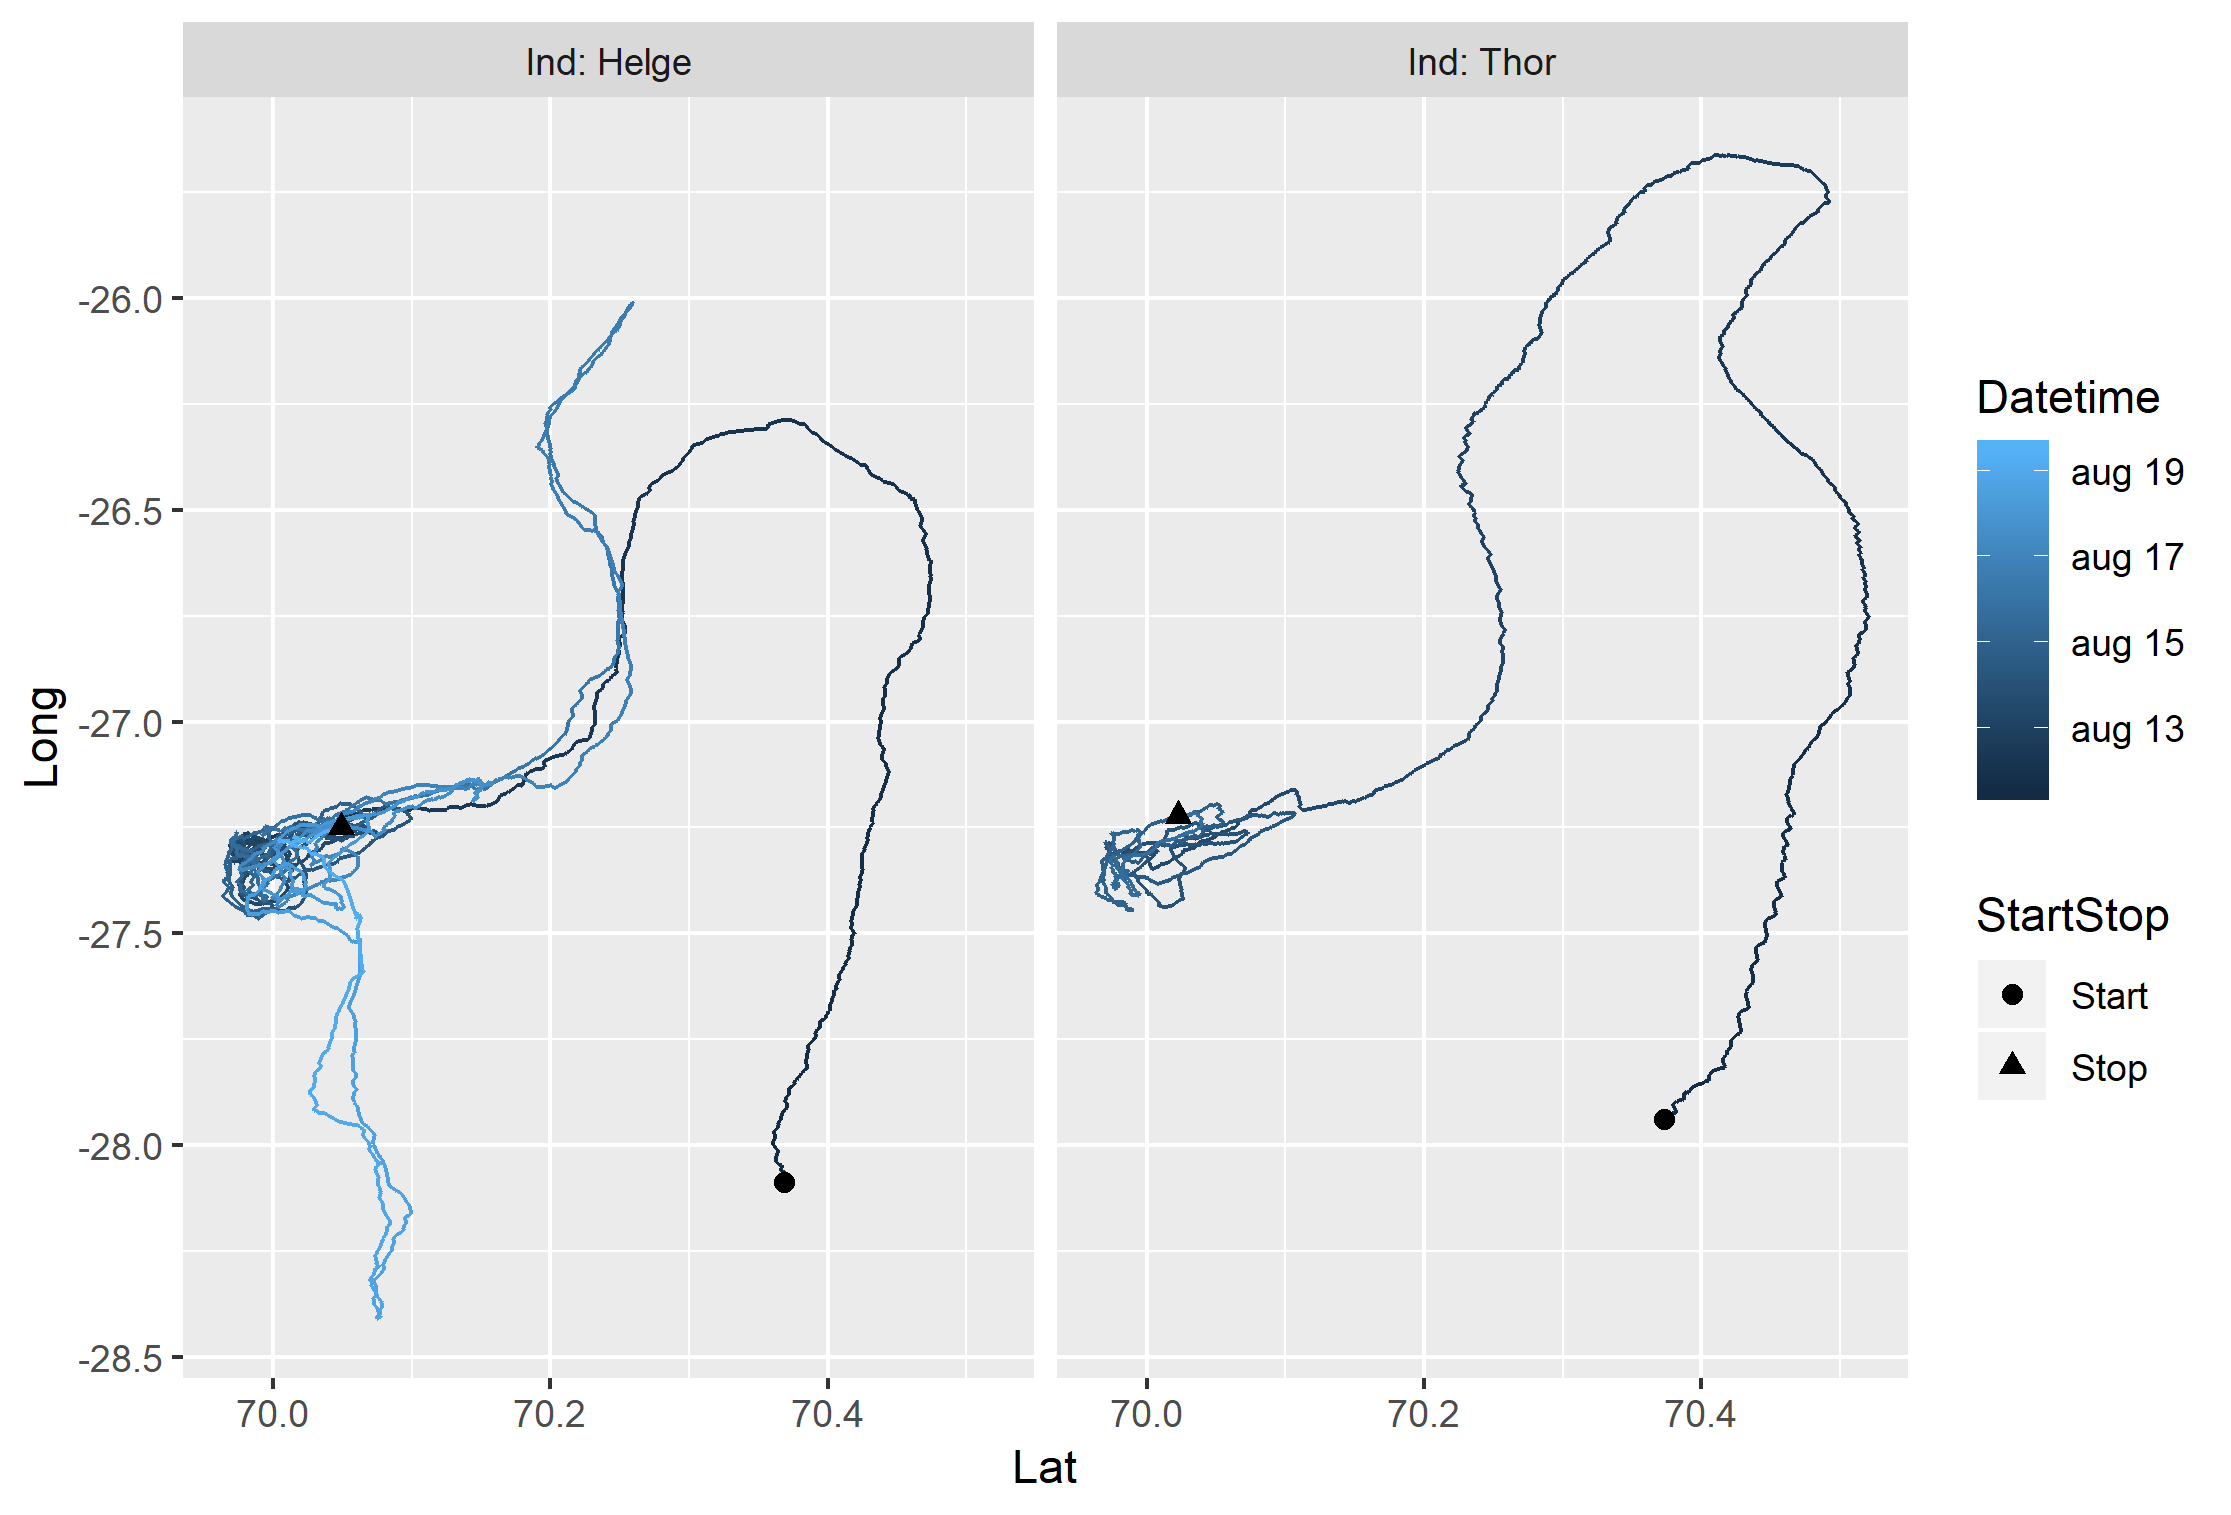 Ind: Helge
Ind: Thor
-26.0
-26.5
-27.0
-27.5
-28.0
-28.5
Long
70.0
70.2
70.4
70.0
70.2
70.4
Lat
Datetime
aug 19
aug 17
aug 15
aug 13
StartStop
Start
Stop